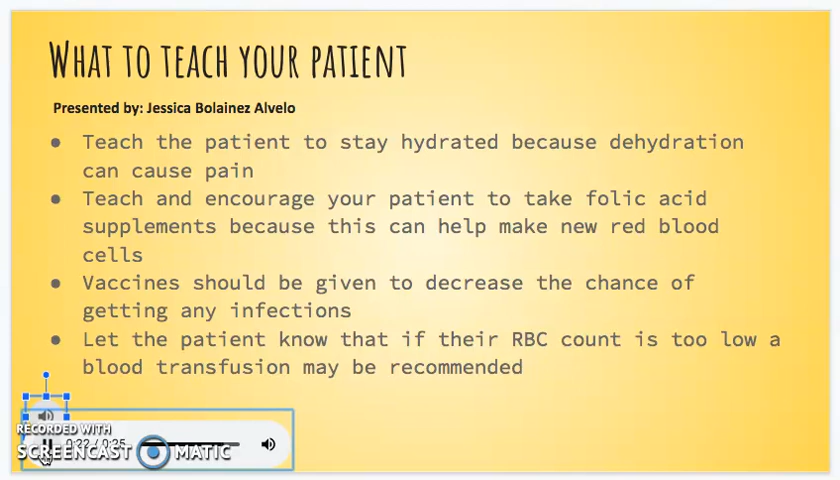 What to teach your patient
Presented by: Jessica Bolainez Alvelo
● Teach the patient to stay hydrated because dehydration
can cause pain
● Teach and encourage your patient to take folic acid
supplements because this can help make new red blood
cells
● Vaccines should be given to decrease the chance of
getting any infections
● Let the patient know that if their RBC count is too low a
blood transfusion may be recommended
RECORDED WITH
0:22 / 0:25
SCREENCAST MATIC